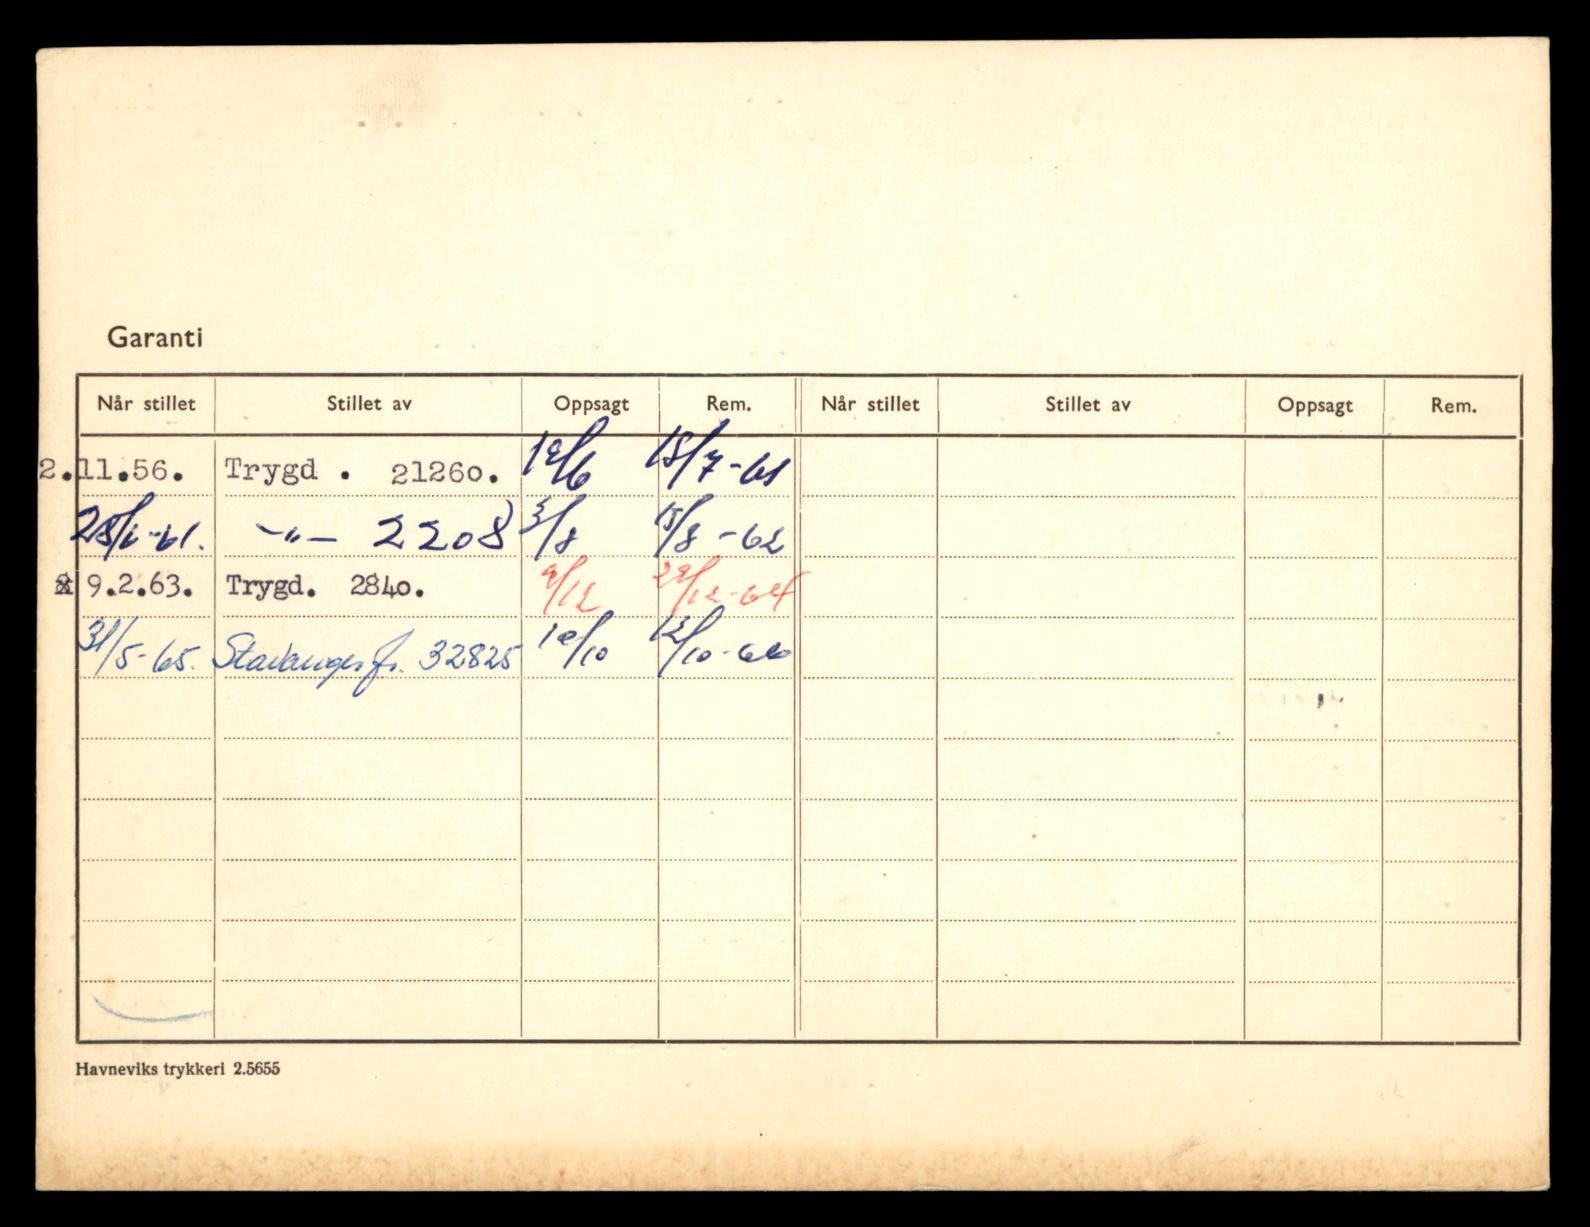 Garanti
Når stillet Stillet av Oppsagt Rem. Når stillet Stillet av Oppsagt Rem.
2.11.56. Trygd . 21260. 12/6 15/7-61
28/6-61. -"- 2208 3/8 15/8-62
9.2.63. Trygd. 2840. 9/12 29/12-64
31/5-65. Stavanger fr. 32825 10/10 12/10-66
Havneviks trykkeri 2.5655